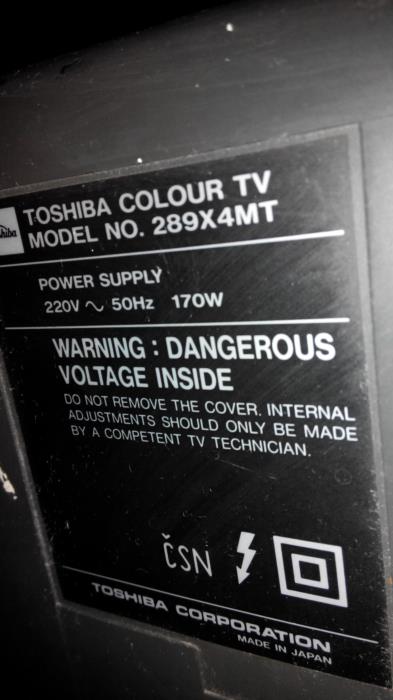 TOSHIBA COLOUR TV
MODEL NO. 289X4MT
POWER SUPPLY
220V ~ 50Hz 170W
WARNING : DANGEROUS
VOLTAGE INSIDE
DO NOT REMOVE THE COVER. INTERNAL
ADJUSTMENTS SHOULD ONLY BE MADE
BY A COMPETENT TV TECHNICIAN.
ČSN
TOSHIBA CORPORATION
MADE IN JAPAN